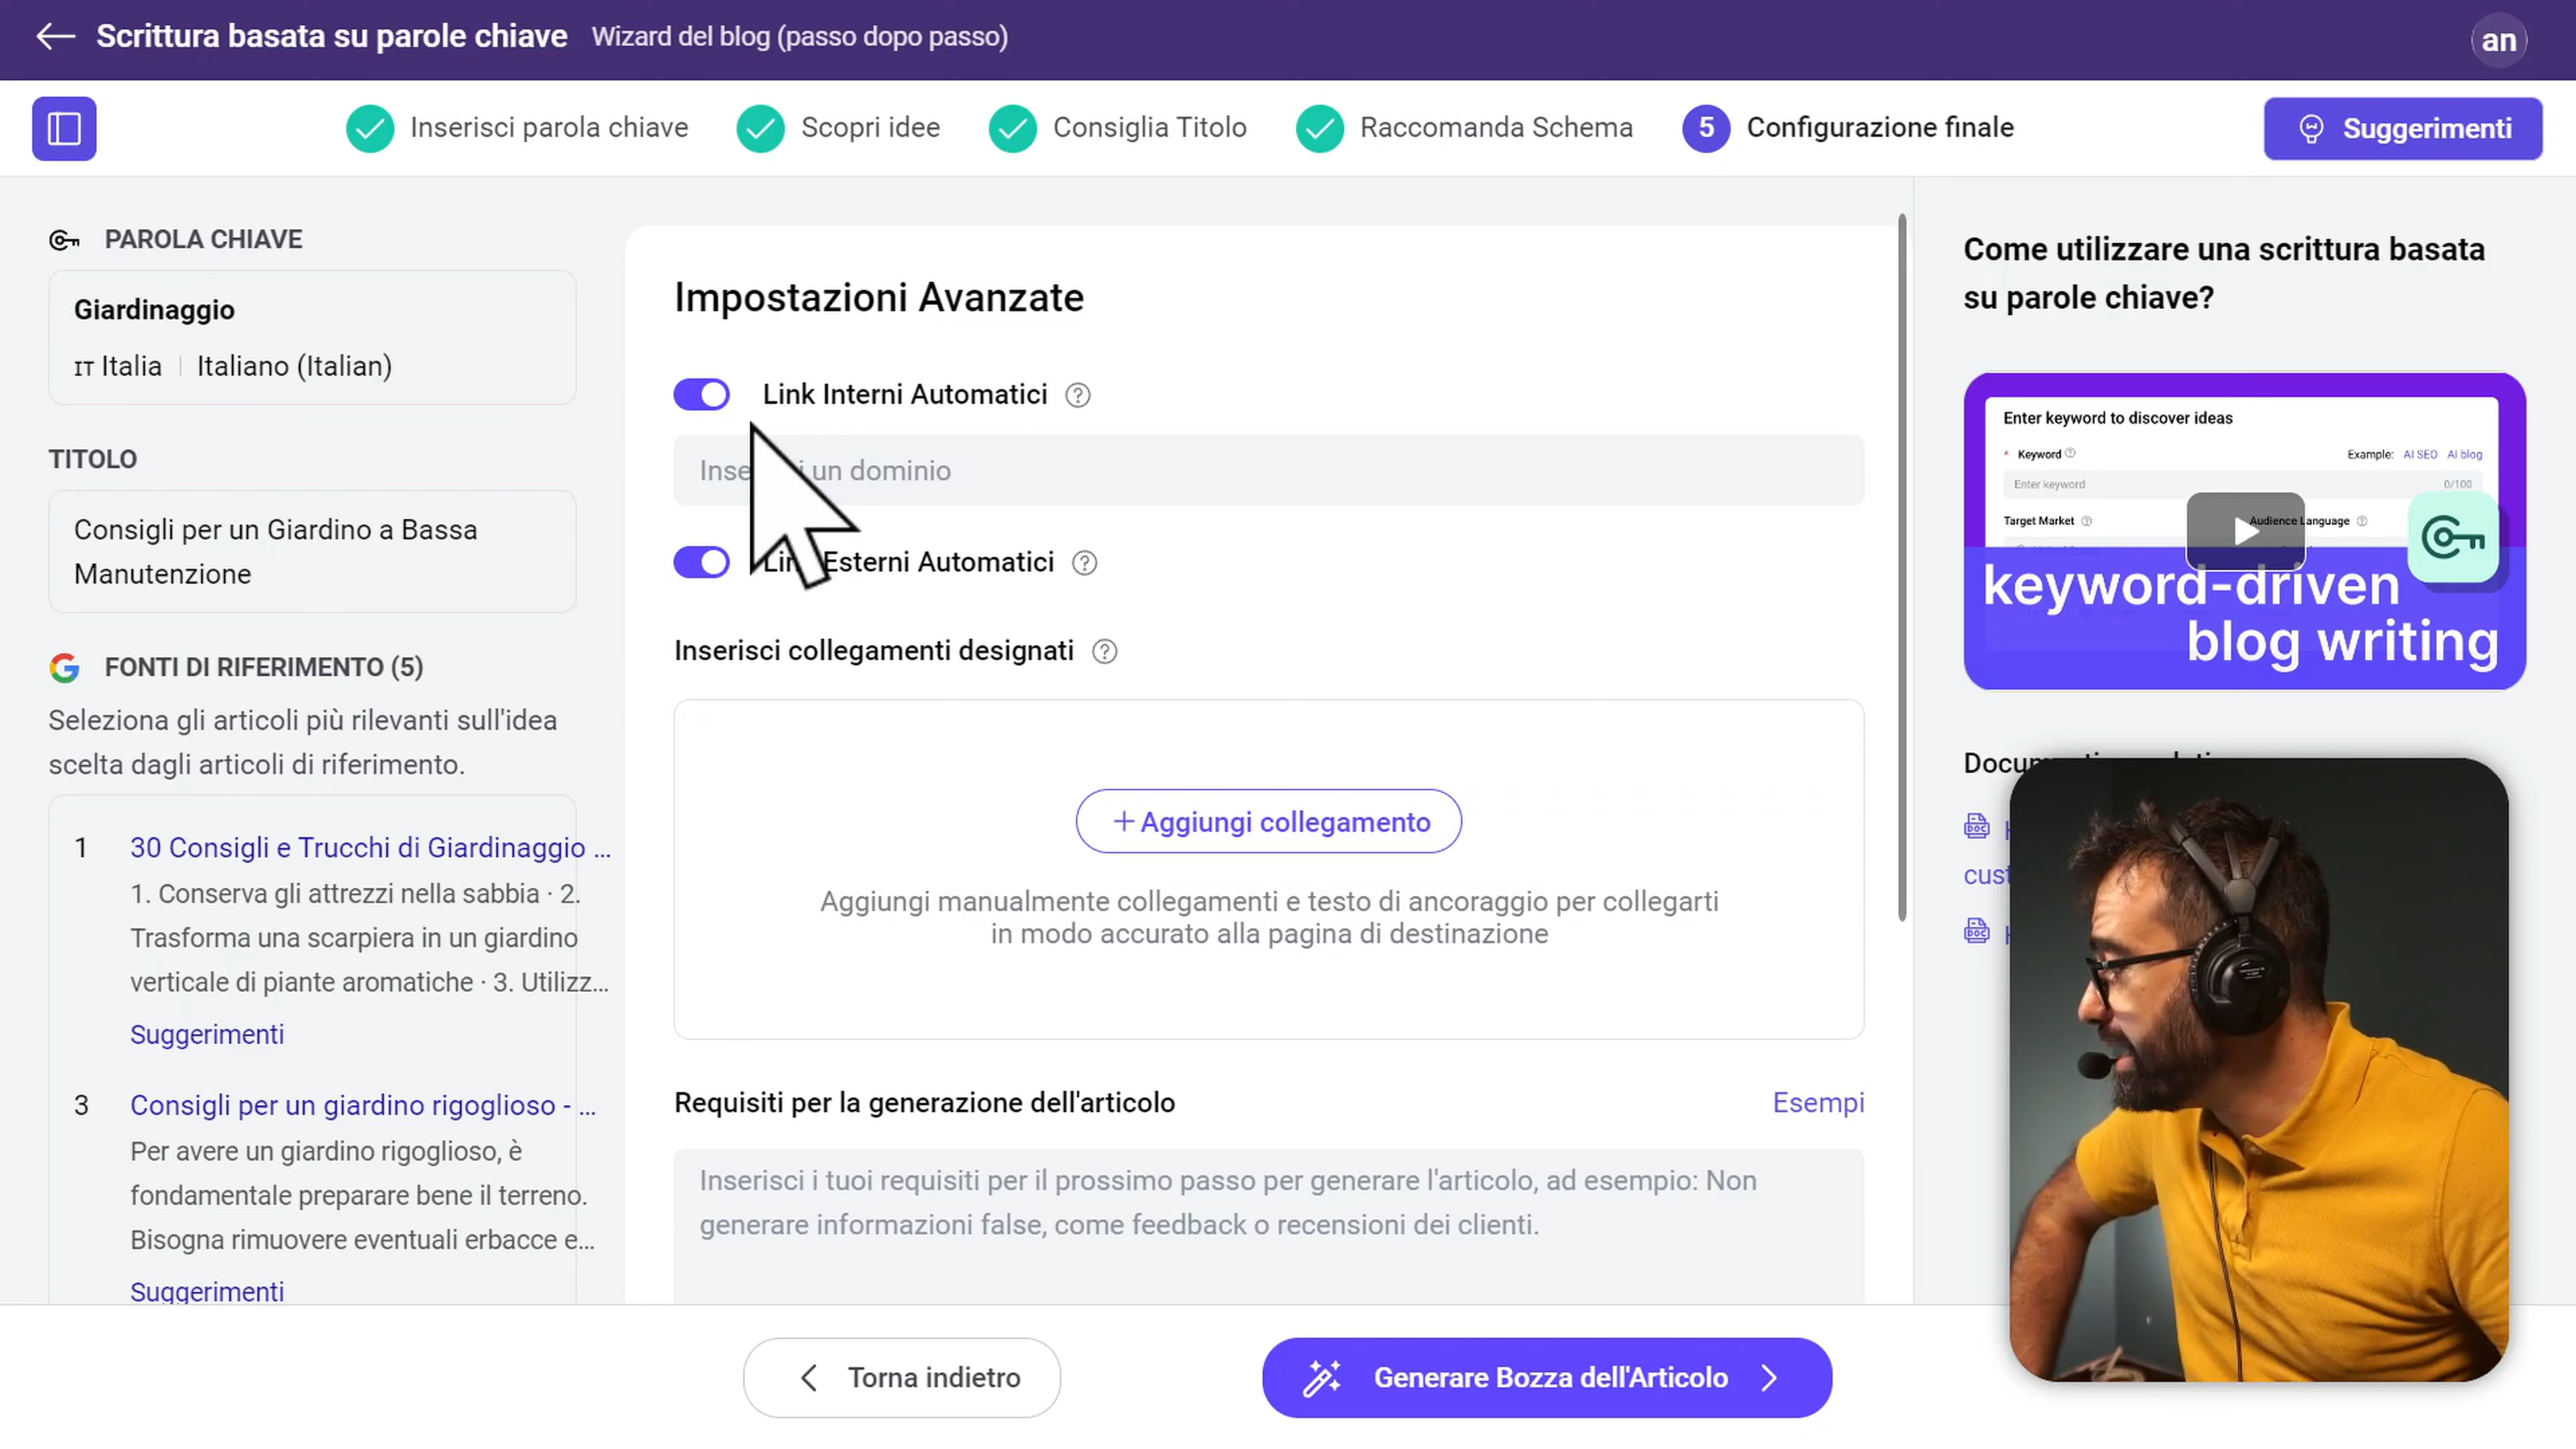 Scrittura basata su parole chiave Wizard del blog (passo dopo passo)
an
Inserisci parola chiave
Scopri idee
Consiglia Titolo
Raccomanda Schema
5 Configurazione finale
Suggerimenti
PAROLA CHIAVE
Giardinaggio
IT Italia Italiano (Italian)
TITOLO
Consigli per un Giardino a Bassa
Manutenzione
FONTI DI RIFERIMENTO (5)
Seleziona gli articoli più rilevanti sull'idea
scelta dagli articoli di riferimento.
1 30 Consigli e Trucchi di Giardinaggio ...
1. Conserva gli attrezzi nella sabbia · 2.
Trasforma una scarpiera in un giardino
verticale di piante aromatiche · 3. Utilizz...
Suggerimenti
3 Consigli per un giardino rigoglioso - ...
Per avere un giardino rigoglioso, è
fondamentale preparare bene il terreno.
Bisogna rimuovere eventuali erbacce e...
Suggerimenti
Impostazioni Avanzate
Link Interni Automatici
un dominio
Esterni Automatici
Inserisci collegamenti designati
+ Aggiungi collegamento
Aggiungi manualmente collegamenti e testo di ancoraggio per collegarti
in modo accurato alla pagina di destinazione
Requisiti per la generazione dell'articolo
Esempi
Inserisci i tuoi requisiti per il prossimo passo per generare l'articolo, ad esempio: Non
generare informazioni false, come feedback o recensioni dei clienti.
Torna indietro
Generare Bozza dell'Articolo
Come utilizzare una scrittura basata
su parole chiave?
Enter keyword to discover ideas
* Keyword
Example: AI SEO AI blog
Enter keyword 0/100
Target Market
Audience Language
keyword-driven
blog writing